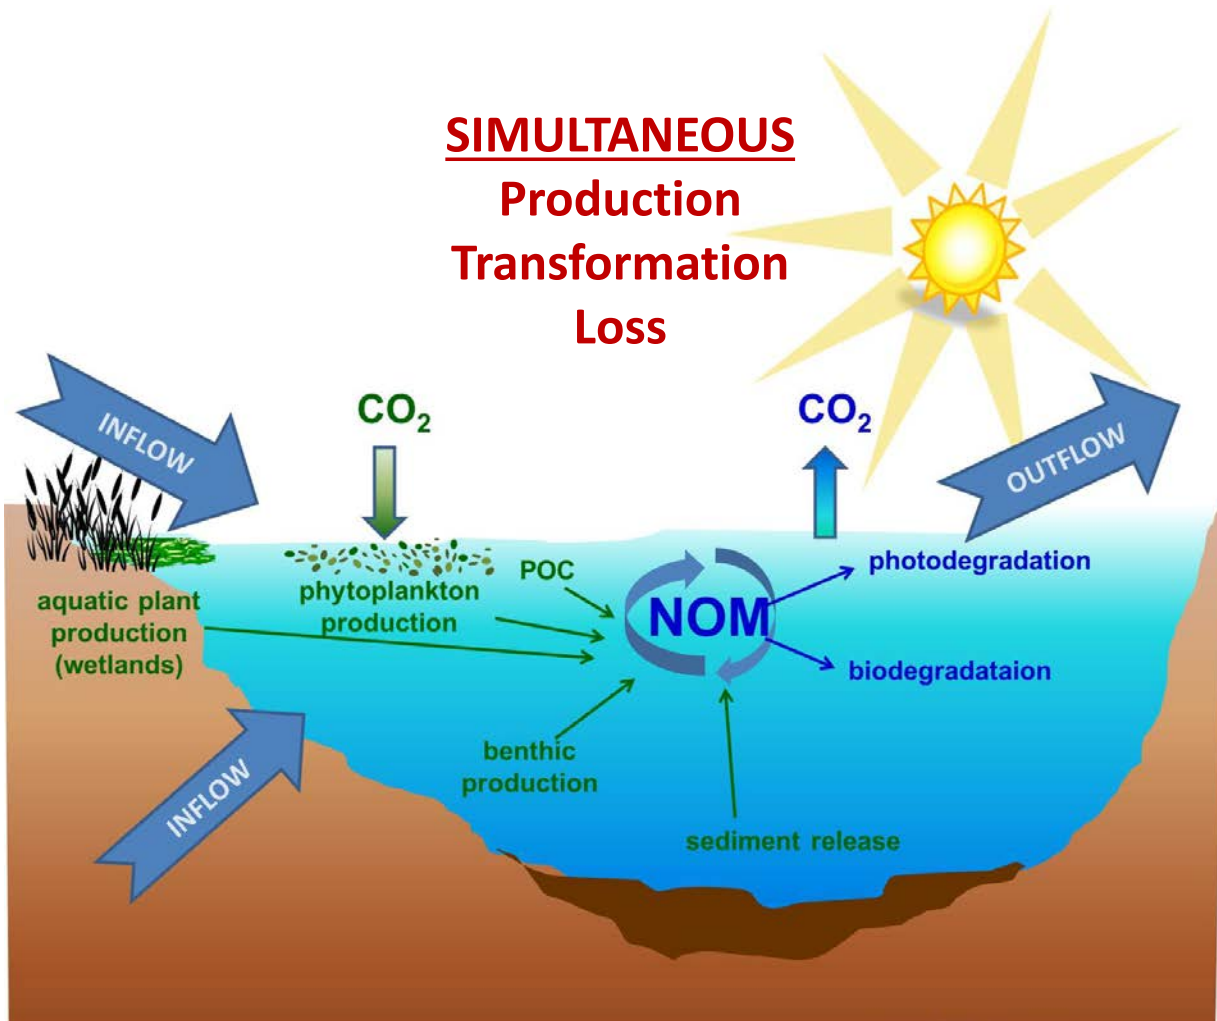 SIMULTANEOUS
Production
Transformation
Loss
INFLOW
CO₂
CO₂
OUTFLOW
POC
photodegradation
aquatic plant
production
(wetlands)
phytoplankton
production
NOM
biodegradataion
INFLOW
benthic
production
sediment release